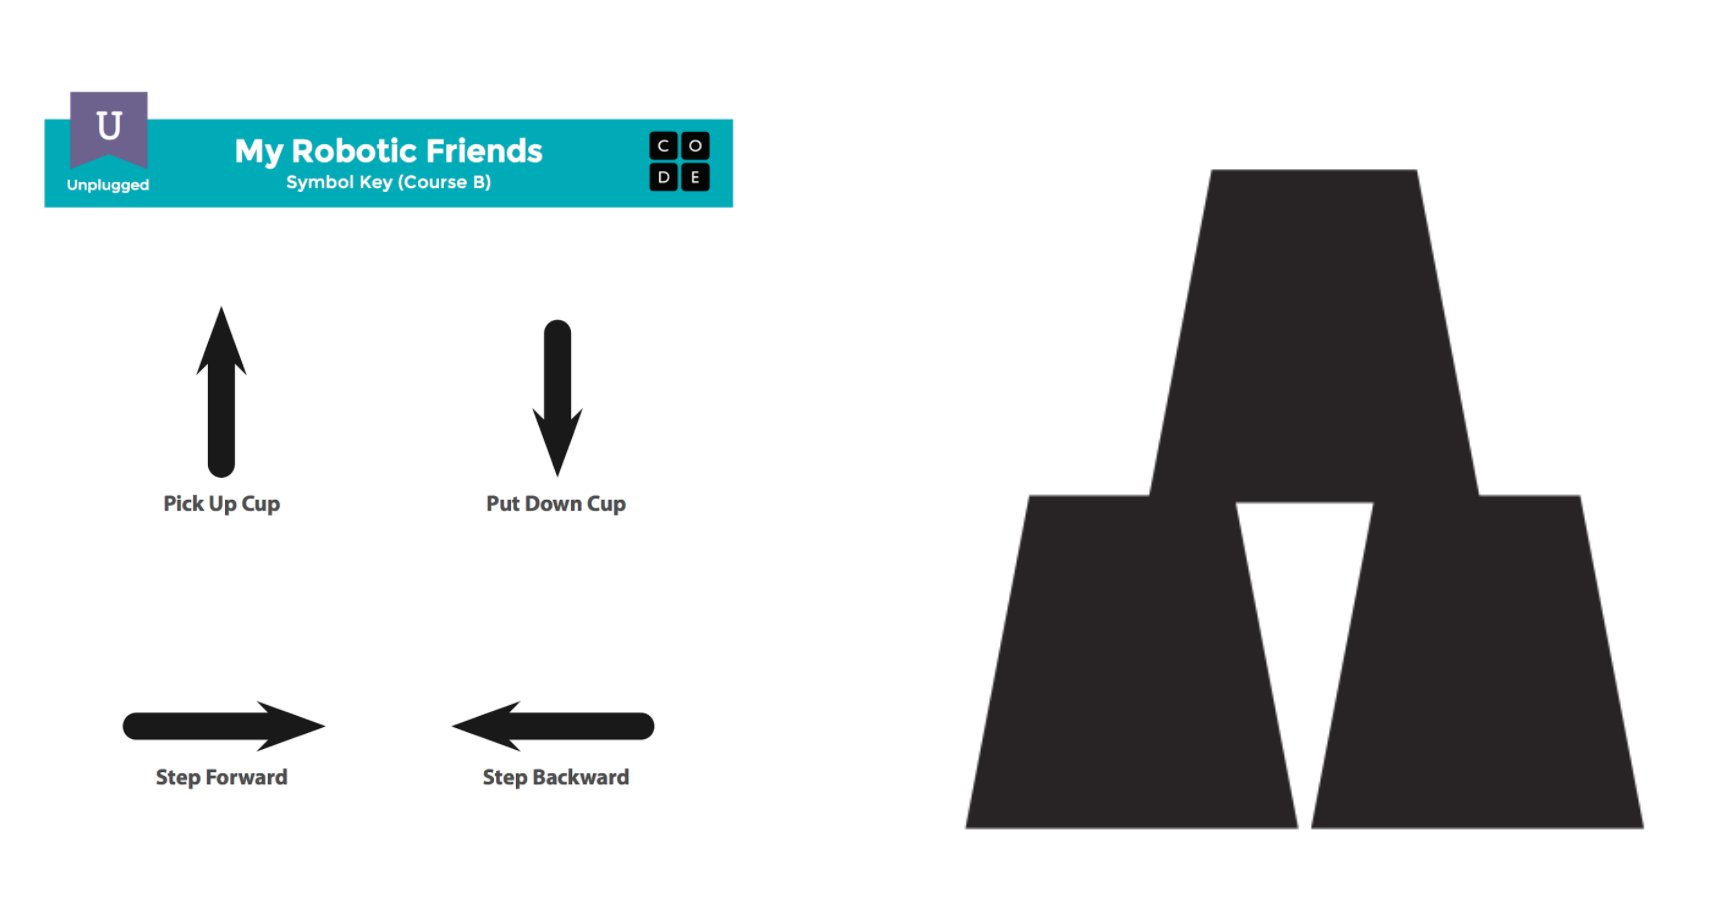 U
Unplugged
My Robotic Friends
Symbol Key (Course B)
C O
D E
Pick Up Cup
Put Down Cup
Step Forward
Step Backward